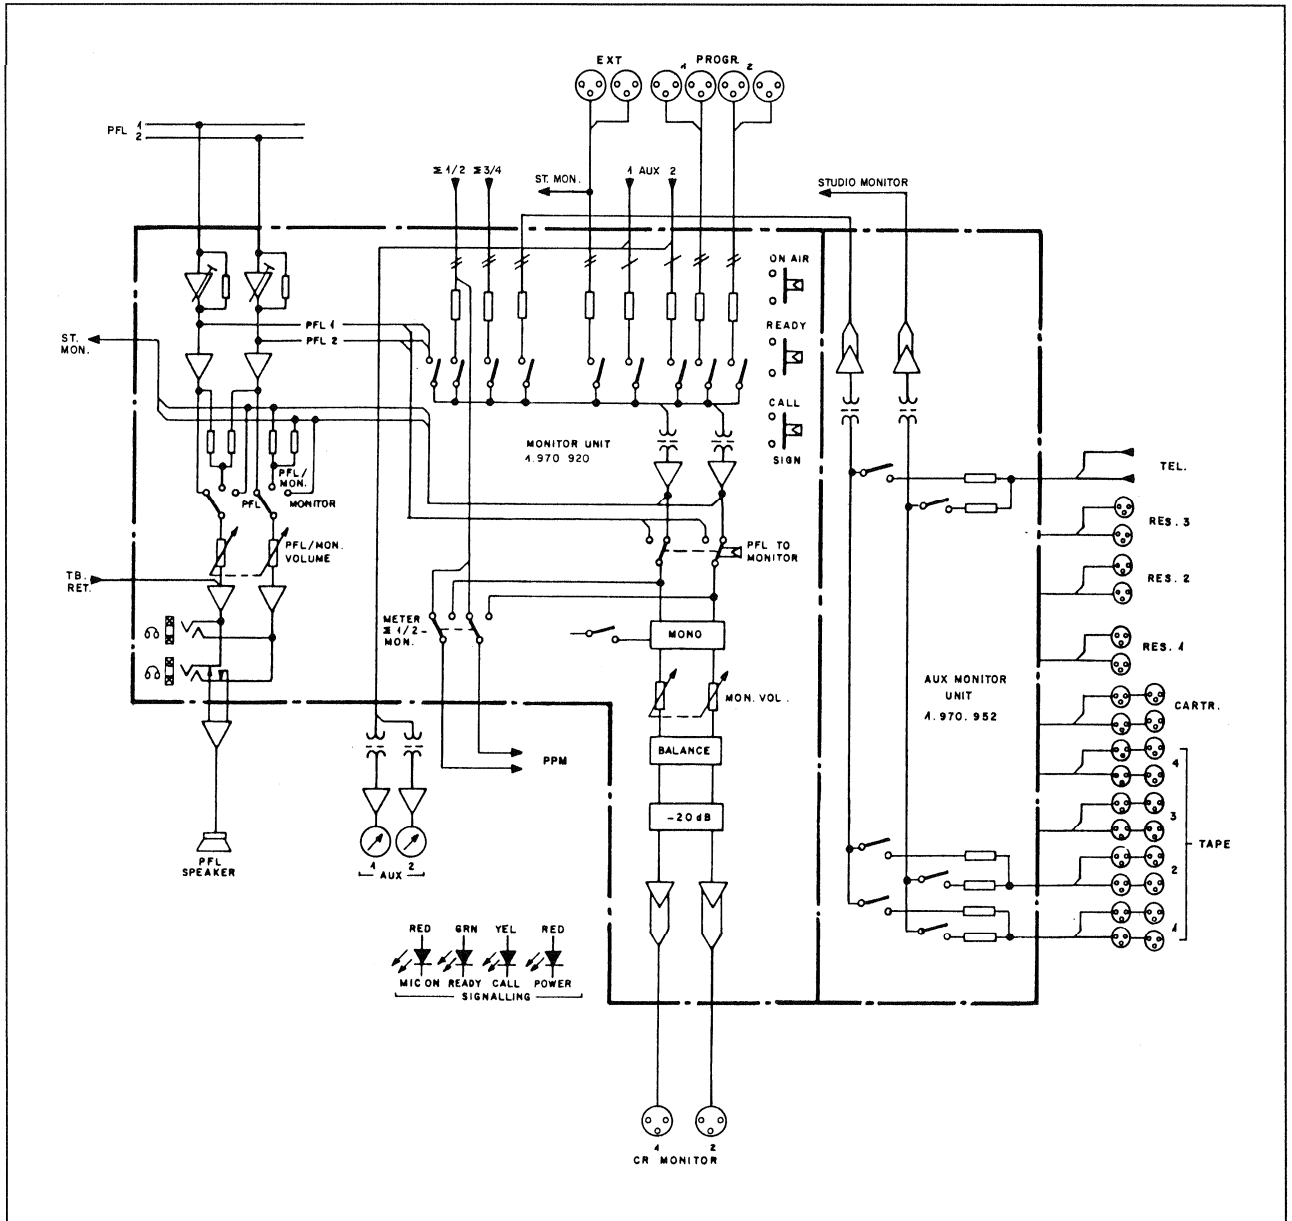 EXT
1 PROGR. 2
PFL 1
2
Σ 1/2 Σ 3/4
ST. MON.
1 AUX 2
STUDIO MONITOR
ON AIR
READY
CALL
SIGN
ST.
MON.
PFL 1
PFL 2
MONITOR UNIT
1.970 920
PFL/
MON.
PFL
MONITOR
TEL.
RES. 3
RES. 2
RES. 1
PFL/MON.
VOLUME
TB.
RET.
PFL TO
MONITOR
METER
Σ 1/2-
MON.
MONO
MON. VOL.
AUX MONITOR
UNIT
1.970.952
CARTR.
4
3
2
1
TAPE
BALANCE
PPM
-20dB
PFL
SPEAKER
1 2
AUX
RED GRN YEL RED
MIC ON READY CALL POWER
SIGNALLING
1 2
CR MONITOR